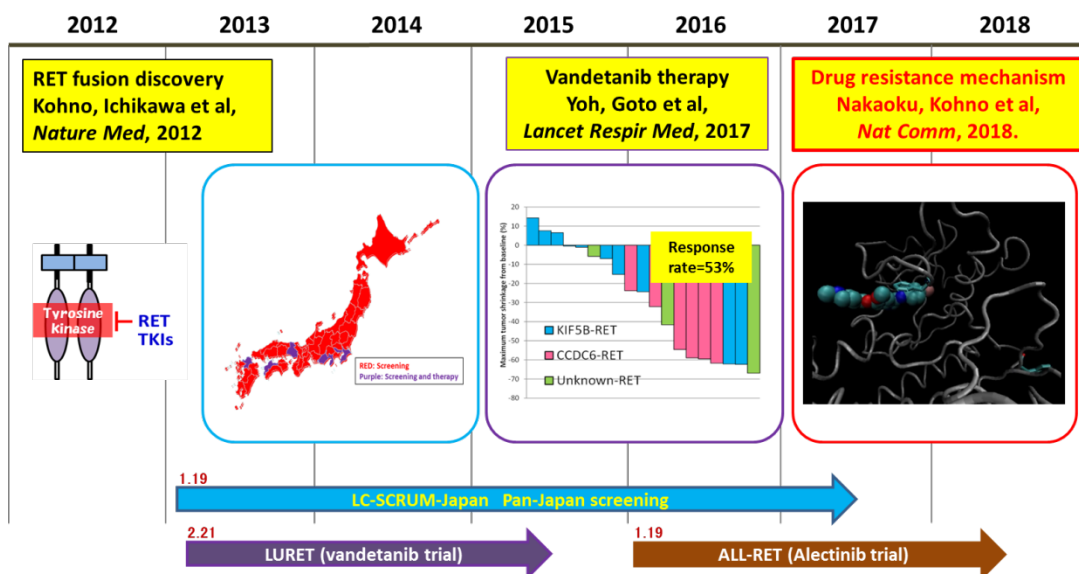 2012
2013
2014
2015
2016
2017
2018
RET fusion discovery
Kohno, Ichikawa et al,
Nature Med, 2012
Vandetanib therapy
Yoh, Goto et al,
Lancet Respir Med, 2017
Drug resistance mechanism
Nakaoku, Kohno et al,
Nat Comm, 2018.
Tyrosine
kinase
RET
TKIs
RED: Screening
Purple: Screening and therapy
Maximum tumor shrinkage from baseline (%)
20
10
0
-10
-20
-30
-40
-50
-60
-70
-80
Response
rate=53%
KIF5B-RET
CCDC6-RET
Unknown-RET
1.19
LC-SCRUM-Japan Pan-Japan screening
2.21
LURET (vandetanib trial)
1.19
ALL-RET (Alectinib trial)